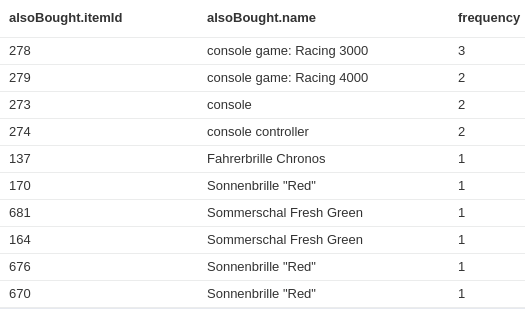 alsoBought.itemId alsoBought.name frequency
278 console game: Racing 3000 3
279 console game: Racing 4000 2
273 console 2
274 console controller 2
137 Fahrerbrille Chronos 1
170 Sonnenbrille "Red" 1
681 Sommerschal Fresh Green 1
164 Sommerschal Fresh Green 1
676 Sonnenbrille "Red" 1
670 Sonnenbrille "Red" 1